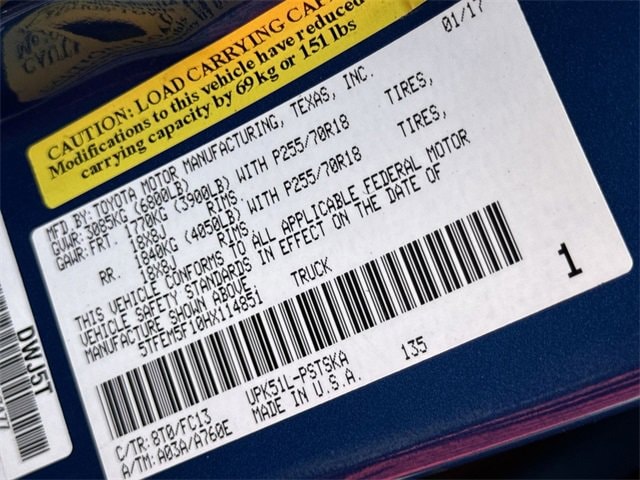 CAUTION: LOAD CARRYING CAP
Modifications to this vehicle have reduced
carrying capacity by 69 kg or 151 lbs
MFD.BY: TOYOTA MOTOR MANUFACTURING, TEXAS, INC. 01/17
GVWR: 3085KG (6800LB)
GAWR: FRT. 1770KG (3900LB) WITH P255/70R18 TIRES,
18X8J RIMS
RR. 1840KG (4050LB) WITH P255/70R18 TIRES,
18X8J RIMS
THIS VEHICLE CONFORMS TO ALL APPLICABLE FEDERAL MOTOR
VEHICLE SAFETY STANDARDS IN EFFECT ON THE DATE OF
MANUFACTURE SHOWN ABOVE.
5TFEM5F10HX114851 TRUCK
1
C/TR: 8T0/FC13 UPK51L-PSTSKA 135
A/TM: A03A/A760E MADE IN U.S.A.
DWJ5T